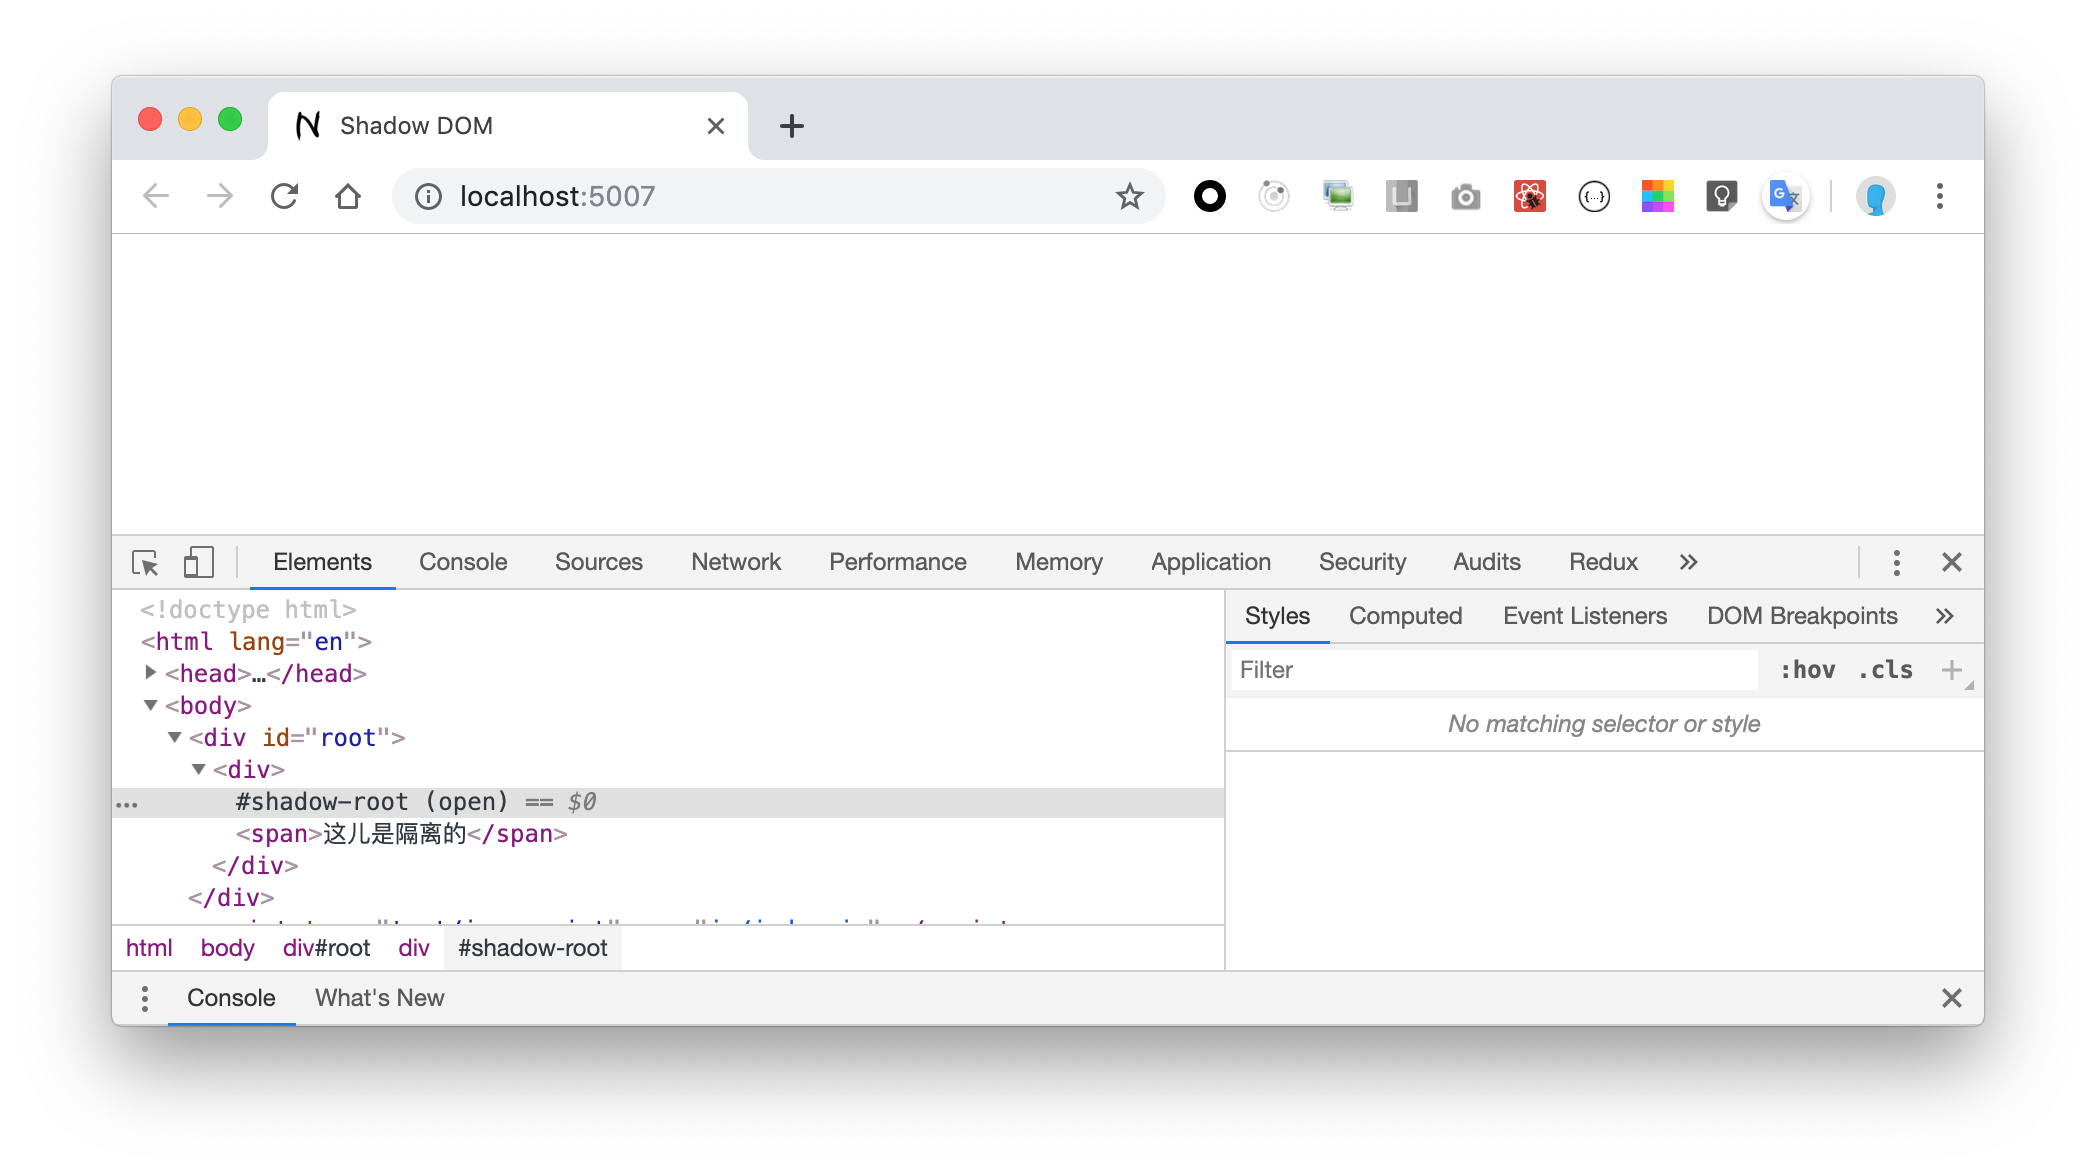 Shadow DOM
localhost:5007
Elements Console Sources Network Performance Memory Application Security Audits Redux »
<!doctype html>
<html lang="en">
<head>…</head>
<body>
<div id="root">
<div>
#shadow-root (open) == $0
<span>这儿是隔离的</span>
</div>
</div>
html body div#root div #shadow-root
Styles Computed Event Listeners DOM Breakpoints »
Filter :hov .cls +
No matching selector or style
Console What's New